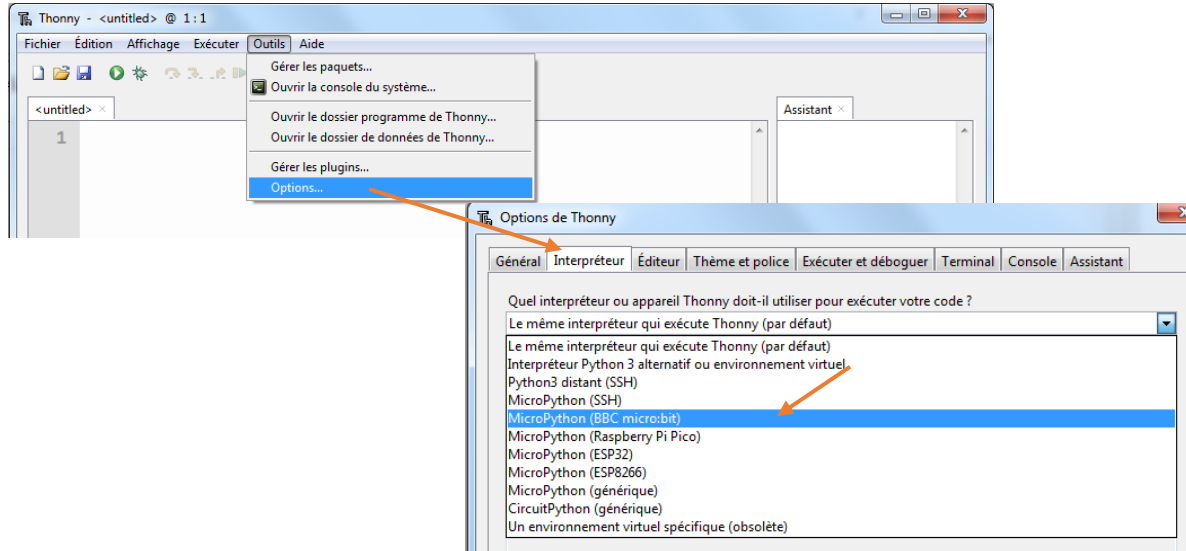 Thonny - <untitled> @ 1:1
Fichier Édition Affichage Exécuter Outils Aide
Gérer les paquets...
Ouvrir la console du système...
<untitled>
Assistant
Ouvrir le dossier programme de Thonny...
1
Ouvrir le dossier de données de Thonny...
Gérer les plugins...
Options...
Options de Thonny
Général Interpréteur Éditeur Thème et police Exécuter et déboguer Terminal Console Assistant
Quel interpréteur ou appareil Thonny doit-il utiliser pour exécuter votre code ?
Le même interpréteur qui exécute Thonny (par défaut)
Le même interpréteur qui exécute Thonny (par défaut)
Interpréteur Python 3 alternatif ou environnement virtuel
Python3 distant (SSH)
MicroPython (SSH)
MicroPython (BBC micro:bit)
MicroPython (Raspberry Pi Pico)
MicroPython (ESP32)
MicroPython (ESP8266)
MicroPython (générique)
CircuitPython (générique)
Un environnement virtuel spécifique (obsolète)